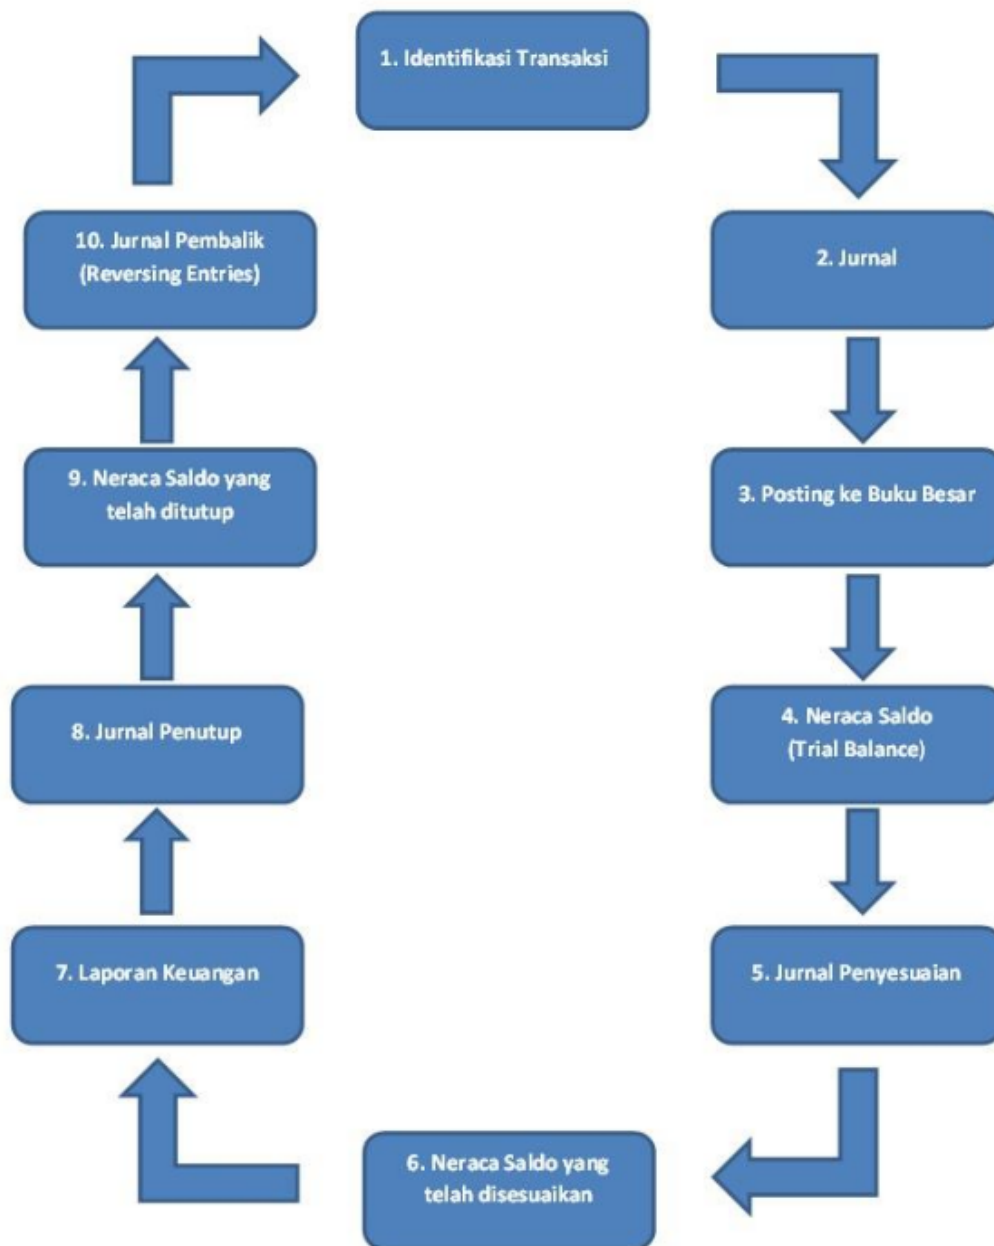 1. Identifikasi Transaksi
2. Jurnal
3. Posting ke Buku Besar
4. Neraca Saldo
(Trial Balance)
5. Jurnal Penyesuaian
6. Neraca Saldo yang
telah disesuaikan
7. Laporan Keuangan
8. Jurnal Penutup
9. Neraca Saldo yang
telah ditutup
10. Jurnal Pembalik
(Reversing Entries)